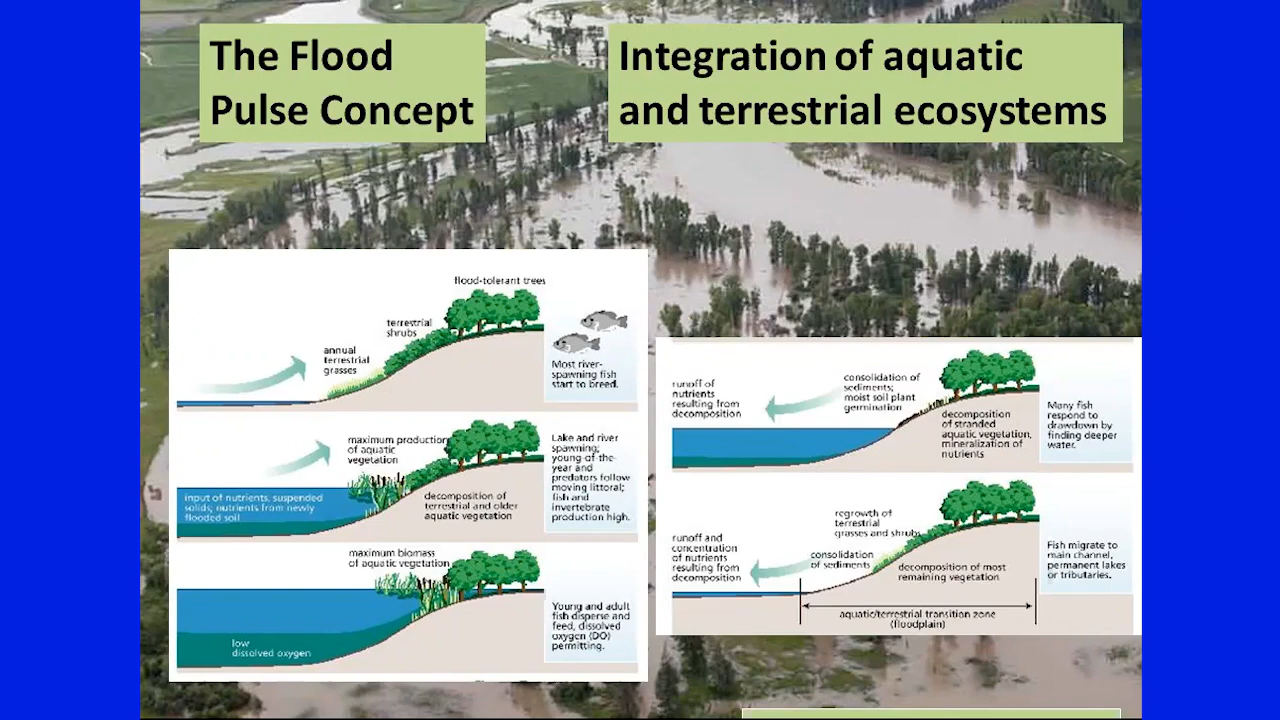 The Flood
Pulse Concept
Integration of aquatic
and terrestrial ecosystems
flood-tolerant trees
terrestrial
shrubs
annual
terrestrial
grasses
Most river-
spawning fish
start to breed.
maximum production
of aquatic
vegetation
input of nutrients, suspended
solids; nutrients from newly
flooded soil
decomposition of
terrestrial and older
aquatic vegetation
Lake and river
spawning;
young-of-the-
year and
predators follow
moving littoral;
fish and
invertebrate
production high.
maximum biomass
of aquatic vegetation
low
dissolved oxygen
Young and adult
fish disperse and
feed, dissolved
oxygen (DO)
permitting.
runoff of
nutrients
resulting from
decomposition
consolidation of
sediments;
moist soil plant
germination
decomposition
of stranded
aquatic vegetation,
mineralization of
nutrients
Many fish
respond to
drawdown by
finding deeper
water.
runoff and
concentration
of nutrients
resulting from
decomposition
regrowth of
terrestrial
grasses and shrubs
consolidation
of sediments
decomposition of most
remaining vegetation
Fish migrate to
main channel,
permanent lakes
or tributaries.
aquatic/terrestrial transition zone
(floodplain)